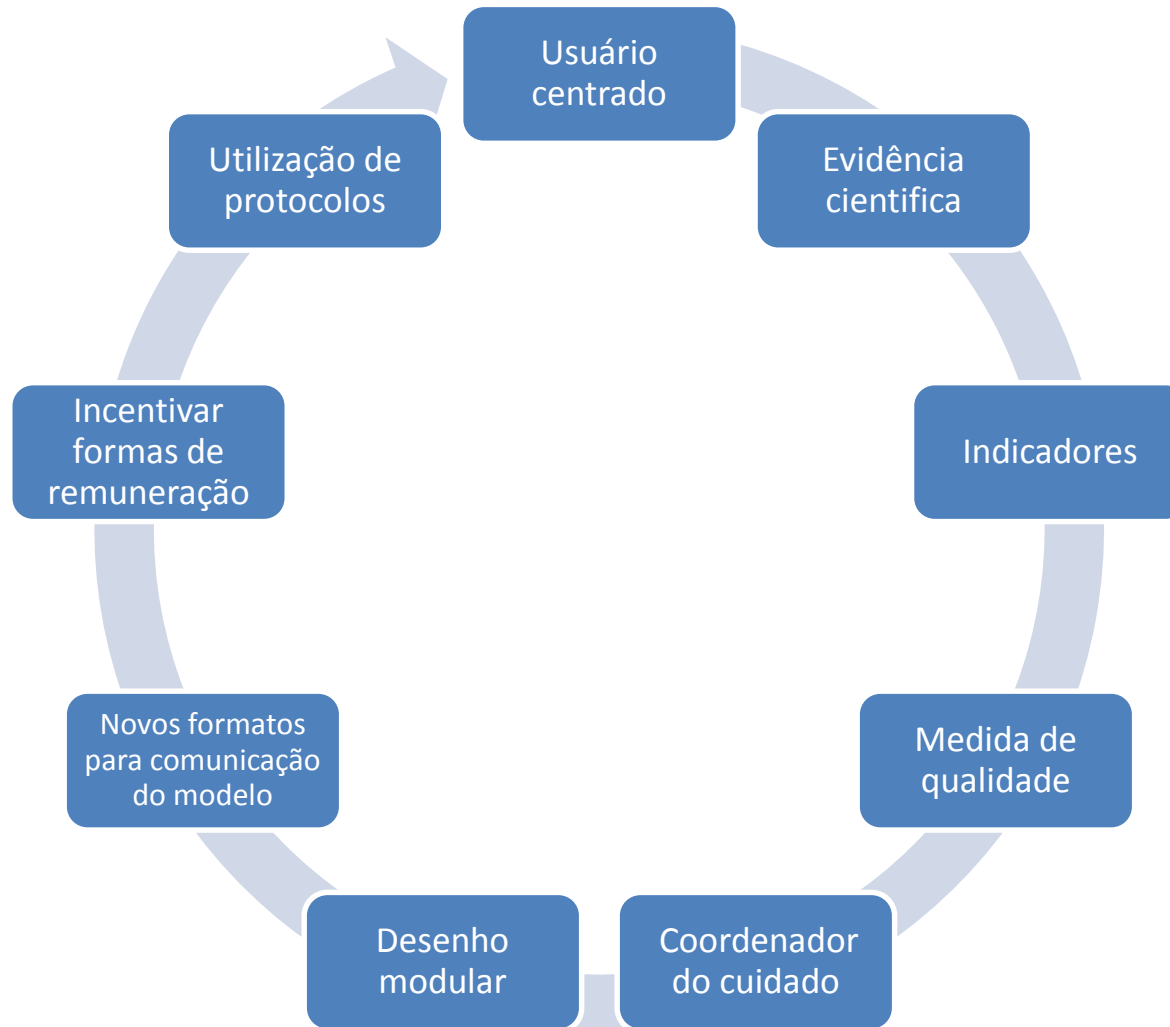 Usuário
centrado
Evidência
cientifica
Indicadores
Medida de
qualidade
Coordenador
do cuidado
Desenho
modular
Novos formatos
para comunicação
do modelo
Incentivar
formas de
remuneração
Utilização de
protocolos